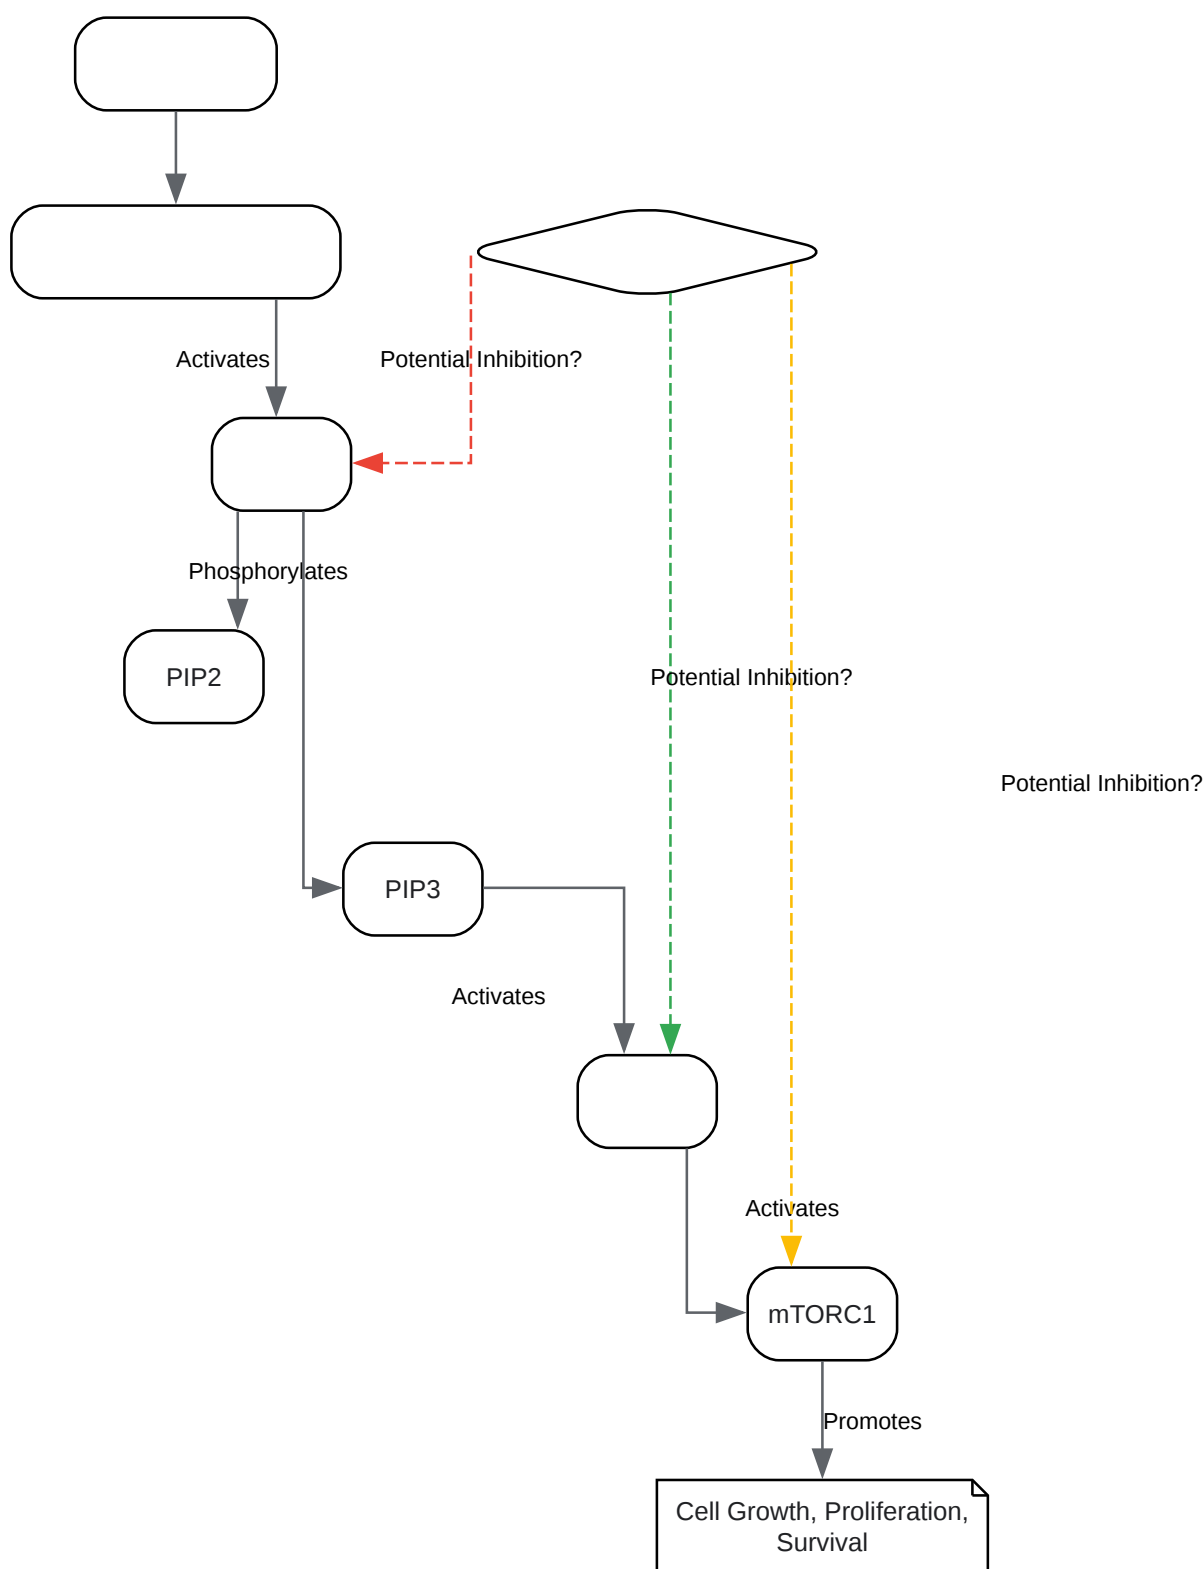 Activates
Potential Inhibition?
Phosphorylates
PIP2
Potential Inhibition?
Potential Inhibition?
PIP3
Activates
Activates
mTORC1
Promotes
Cell Growth, Proliferation,
Survival